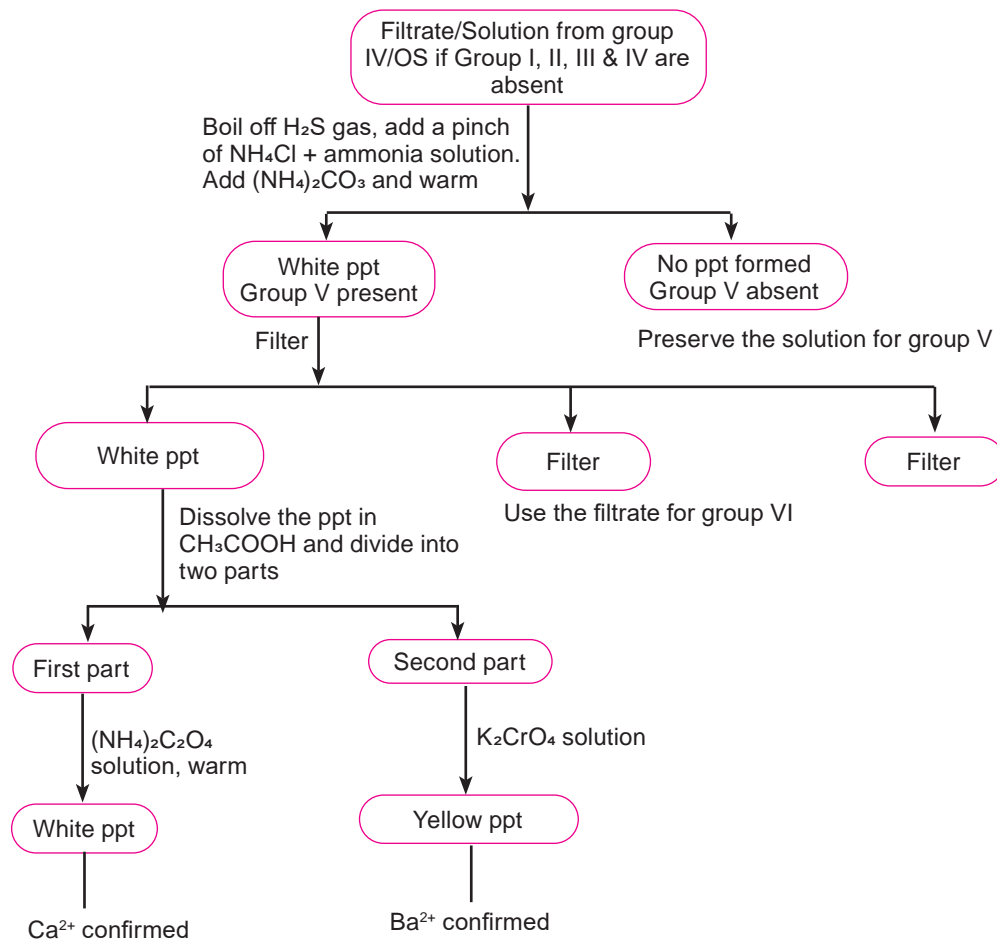 Filtrate/Solution from group
IV/OS if Group I, II, III & IV are
absent
Boil off H₂S gas, add a pinch
of NH₄Cl + ammonia solution.
Add (NH₄)₂CO₃ and warm
White ppt
Group V present
No ppt formed
Group V absent
Filter
Preserve the solution for group V
White ppt
Filter
Filter
Use the filtrate for group VI
Dissolve the ppt in
CH₃COOH and divide into
two parts
First part
Second part
(NH₄)₂C₂O₄
solution, warm
K₂CrO₄ solution
White ppt
Yellow ppt
Ca²⁺ confirmed
Ba²⁺ confirmed